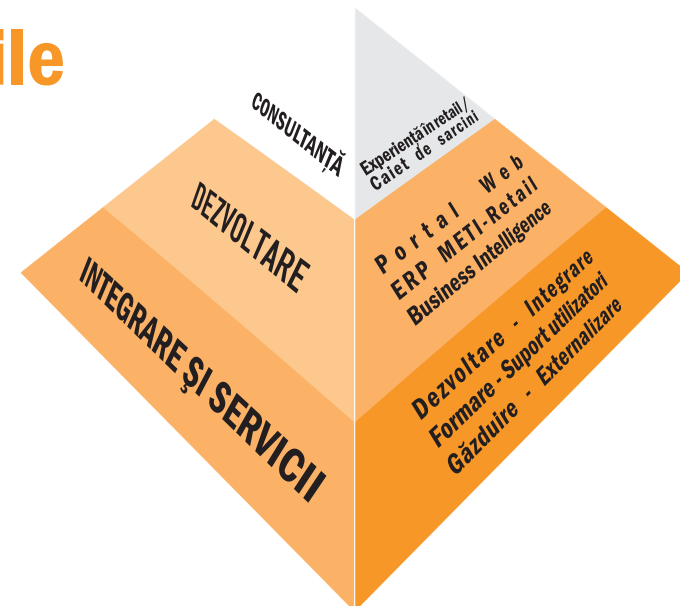 ile
CONSULTANȚĂ
Experiență în retail /
Caiet de sarcini
DEZVOLTARE
Portal Web
ERP METI-Retail
Business Intelligence
INTEGRARE ŞI SERVICII
Dezvoltare - Integrare
Formare - Suport utilizatori
Găzduire - Externalizare